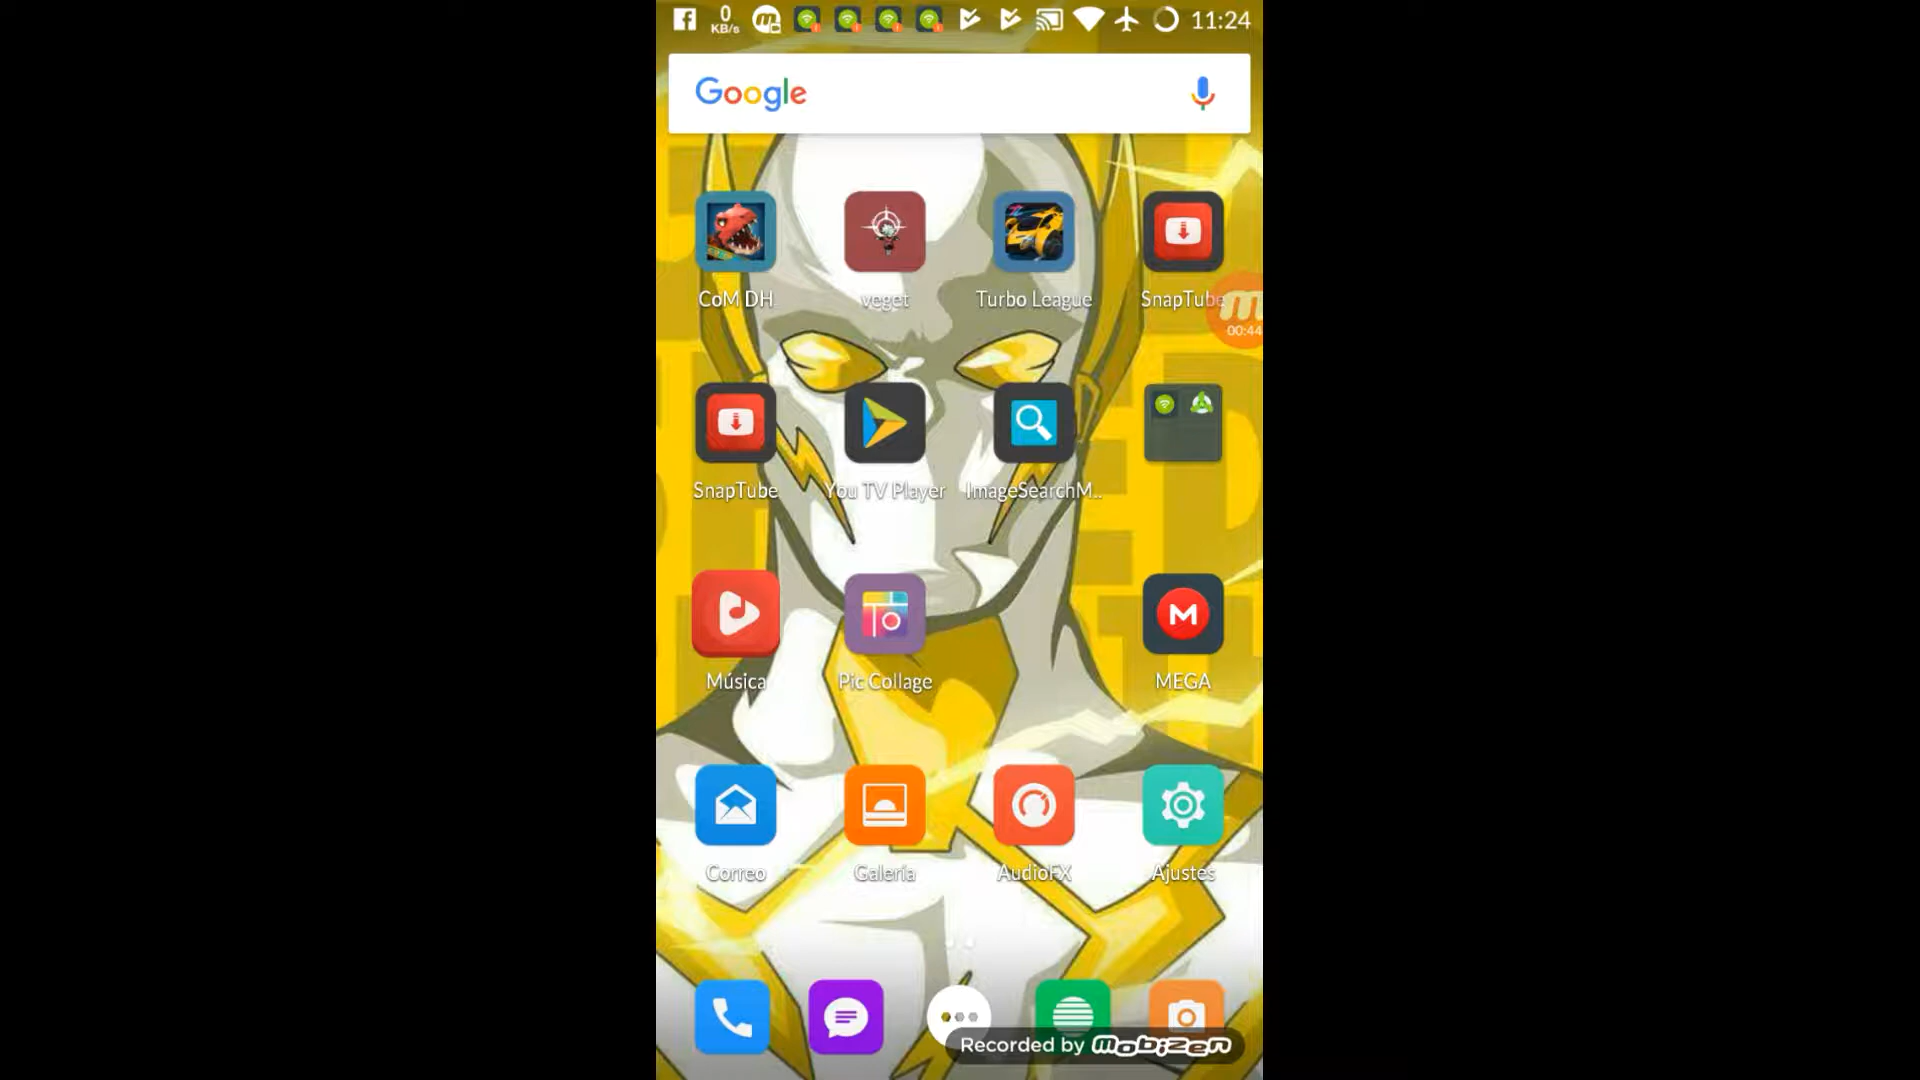 0
KB/s
11:24
Google
CoM DH
veget
Turbo League
SnapTube
00:44
SnapTube
You TV Player
ImageSearchM..
Música
Pic Collage
MEGA
Correo
Galería
AudioFX
Ajustes
Recorded by mobizen